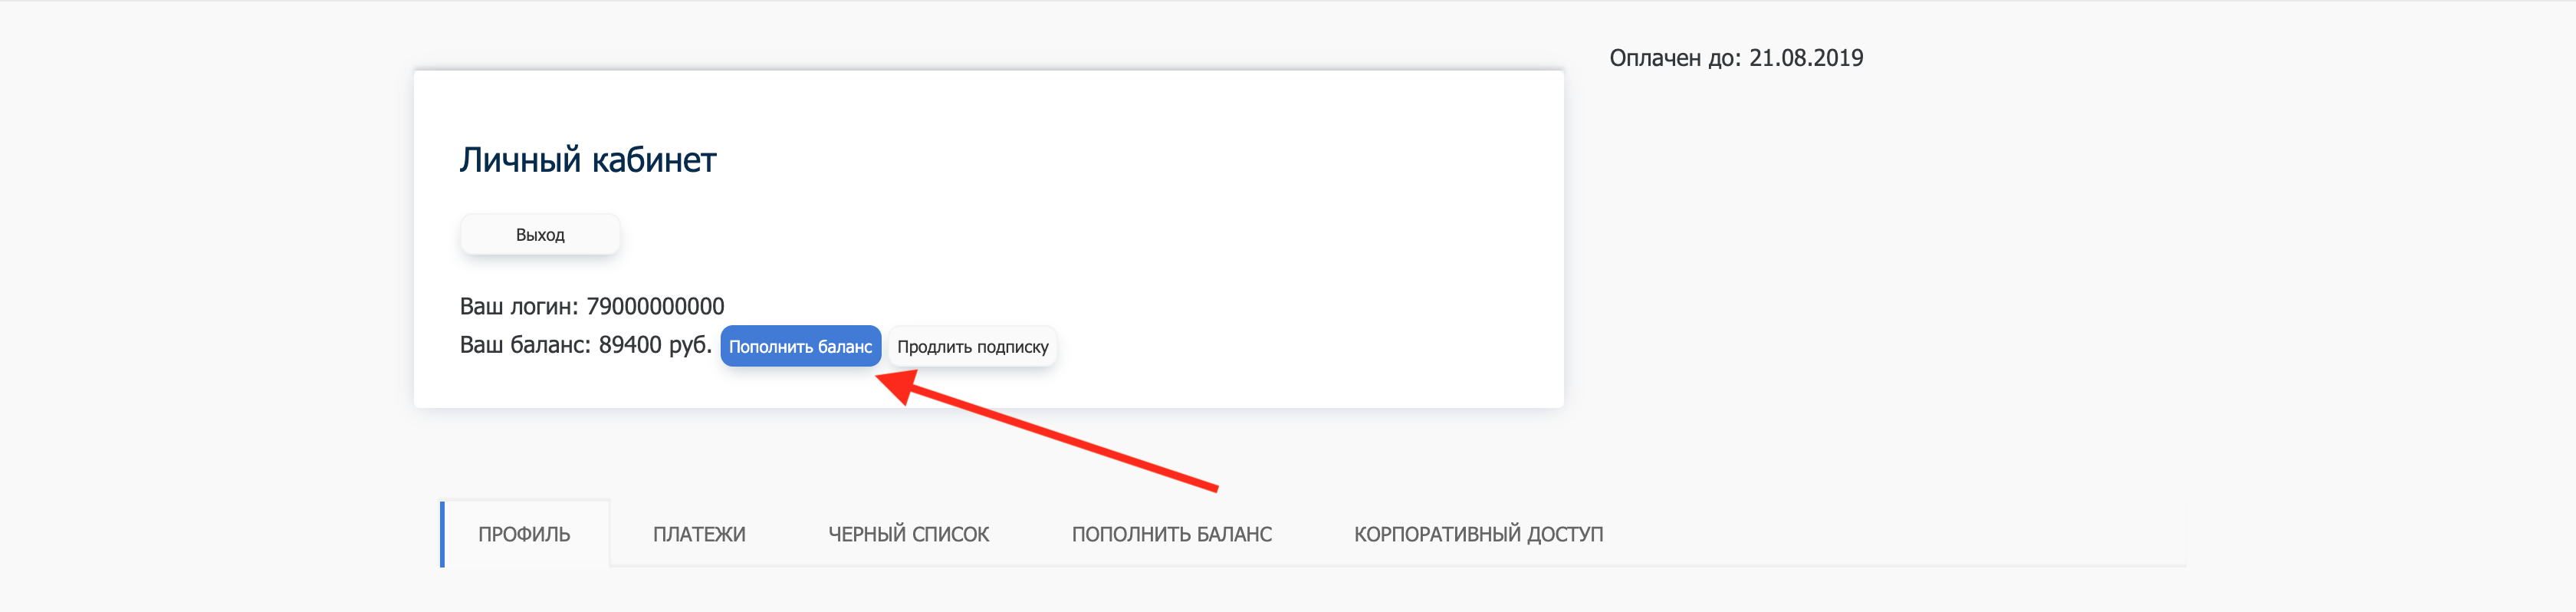 Оплачен до: 21.08.2019
Личный кабинет
Выход
Ваш логин: 79000000000
Ваш баланс: 89400 руб. Пополнить баланс Продлить подписку
ПРОФИЛЬ ПЛАТЕЖИ ЧЕРНЫЙ СПИСОК ПОПОЛНИТЬ БАЛАНС КОРПОРАТИВНЫЙ ДОСТУП